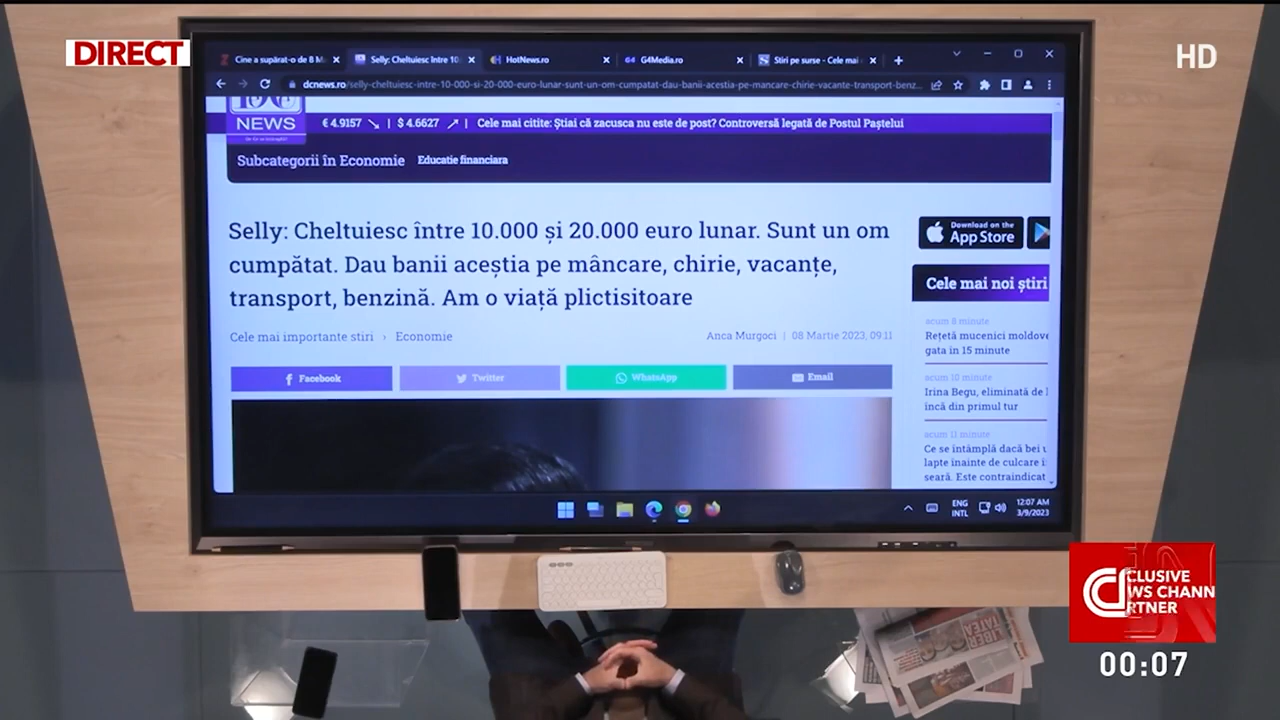 DIRECT
HD
Cine a supărat-o de 8 M
Selly: Cheltuiesc între 10
HotNews.ro
G4 G4Media.ro
Stiri pe surse - Cele mai
dcnews.ro/selly-cheltuiesc-intre-10-000-si-20-000-euro-lunar-sunt-un-om-cumpatat-dau-banii-acestia-pe-mancare-chirie-vacante-transport-benz...
NEWS
€ 4.9157 | $ 4.6627 | Cele mai citite: Știai că zacusca nu este de post? Controversă legată de Postul Paștelui
Subcategorii în Economie Educatie financiara
Selly: Cheltuiesc între 10.000 și 20.000 euro lunar. Sunt un om
cumpătat. Dau banii aceștia pe mâncare, chirie, vacanțe,
transport, benzină. Am o viață plictisitoare
Cele mai importante stiri › Economie
Anca Murgoci | 08 Martie 2023, 09:11
Facebook
Twitter
WhatsApp
Email
Download on the
App Store
Cele mai noi știri
acum 8 minute
Rețetă mucenici moldove
gata în 15 minute
acum 10 minute
Irina Begu, eliminată de
încă din primul tur
acum 11 minute
Ce se întâmplă dacă bei
lapte înainte de culcare
seară. Este contraindicat
ENG
INTL
12:07 AM
3/9/2023
CLUSIVE
WS CHANN
RTNER
00:07
LIBER
TATEA